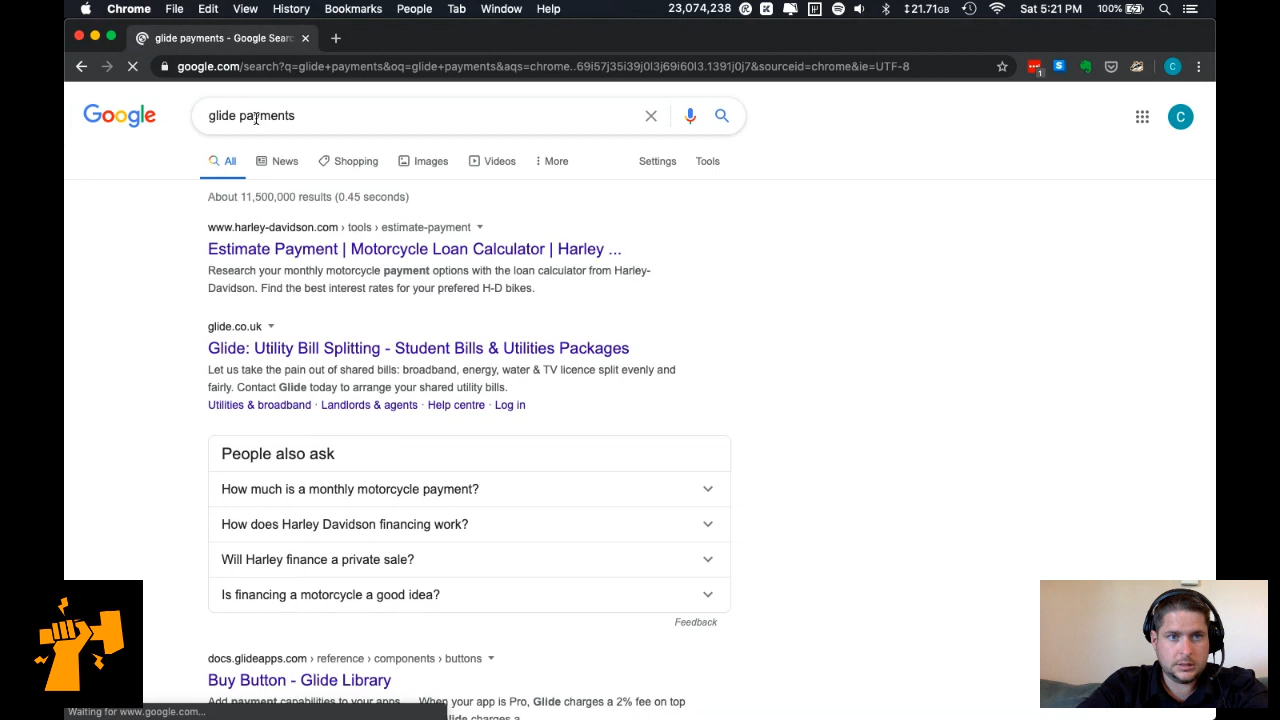 Chrome File Edit View History Bookmarks People Tab Window Help 23,074,238 21.71GB Sat 5:21 PM 100%
glide payments - Google Searc
google.com/search?q=glide+payments&oq=glide+payments&aqs=chrome..69i57j35i39j0l3j69i60l3.1391j0j7&sourceid=chrome&ie=UTF-8
1
C
Google glide payments
C
All News Shopping Images Videos More Settings Tools
About 11,500,000 results (0.45 seconds)
www.harley-davidson.com › tools › estimate-payment
Estimate Payment | Motorcycle Loan Calculator | Harley ...
Research your monthly motorcycle payment options with the loan calculator from Harley-
Davidson. Find the best interest rates for your prefered H-D bikes.
glide.co.uk
Glide: Utility Bill Splitting - Student Bills & Utilities Packages
Let us take the pain out of shared bills: broadband, energy, water & TV licence split evenly and
fairly. Contact Glide today to arrange your shared utility bills.
Utilities & broadband · Landlords & agents · Help centre · Log in
People also ask
How much is a monthly motorcycle payment?
How does Harley Davidson financing work?
Will Harley finance a private sale?
Is financing a motorcycle a good idea?
Feedback
docs.glideapps.com › reference › components › buttons
Buy Button - Glide Library
Add payment capabilities to your apps. ... When your app is Pro, Glide charges a 2% fee on top
Waiting for www.google.com...
lide charges a